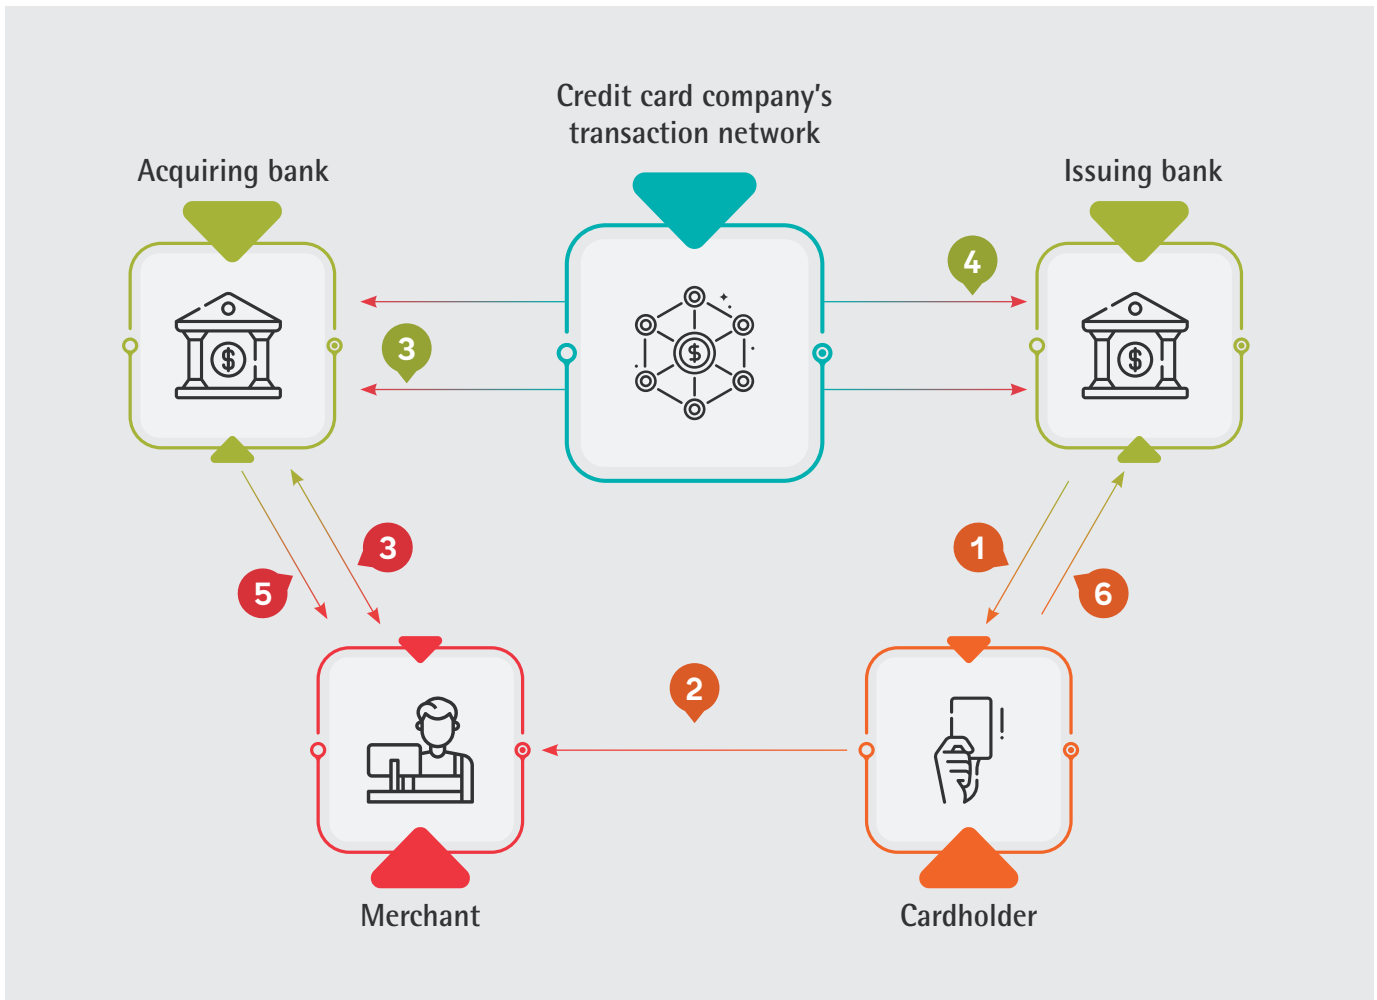 Credit card company's
transaction network
Acquiring bank
Issuing bank
4
3
$
$
$
3
1
5
6
2
Merchant
Cardholder